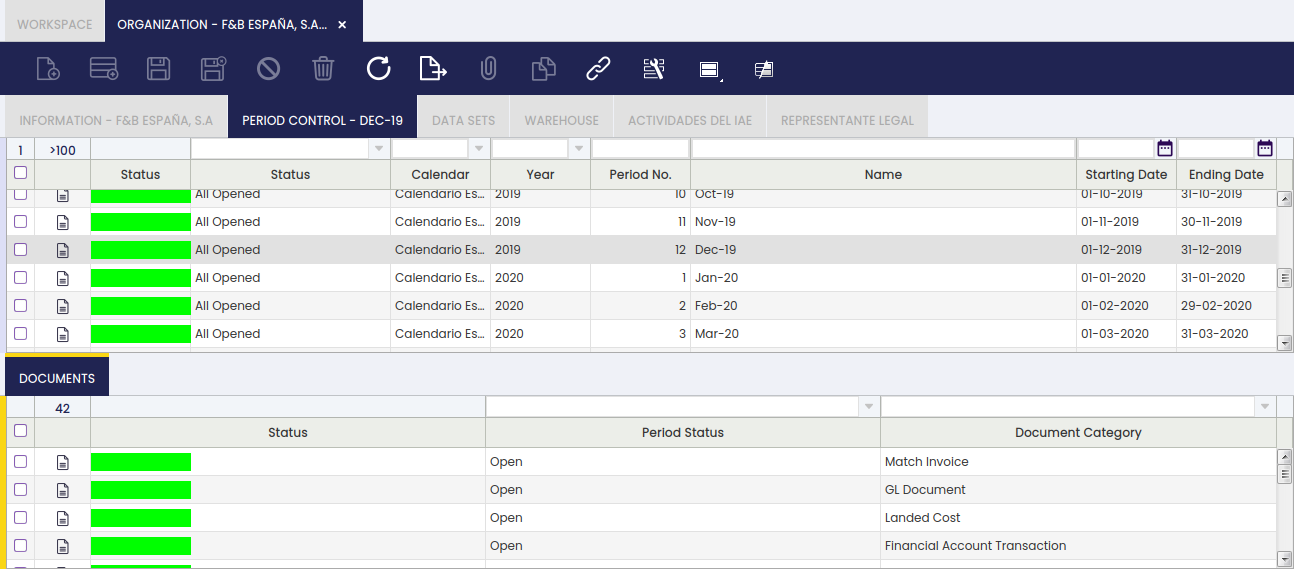 WORKSPACE ORGANIZATION - F&B ESPAÑA, S.A... ×
INFORMATION - F&B ESPAÑA, S.A PERIOD CONTROL - DEC-19 DATA SETS WAREHOUSE ACTIVIDADES DEL IAE REPRESENTANTE LEGAL
1 >100
Status Status Calendar Year Period No. Name Starting Date Ending Date
All Opened Calendario Es... 2019 10 Oct-19 01-10-2019 31-10-2019
All Opened Calendario Es... 2019 11 Nov-19 01-11-2019 30-11-2019
All Opened Calendario Es... 2019 12 Dec-19 01-12-2019 31-12-2019
All Opened Calendario Es... 2020 1 Jan-20 01-01-2020 31-01-2020
All Opened Calendario Es... 2020 2 Feb-20 01-02-2020 29-02-2020
All Opened Calendario Es... 2020 3 Mar-20 01-03-2020 31-03-2020
DOCUMENTS
42
Status Period Status Document Category
Open Match Invoice
Open GL Document
Open Landed Cost
Open Financial Account Transaction